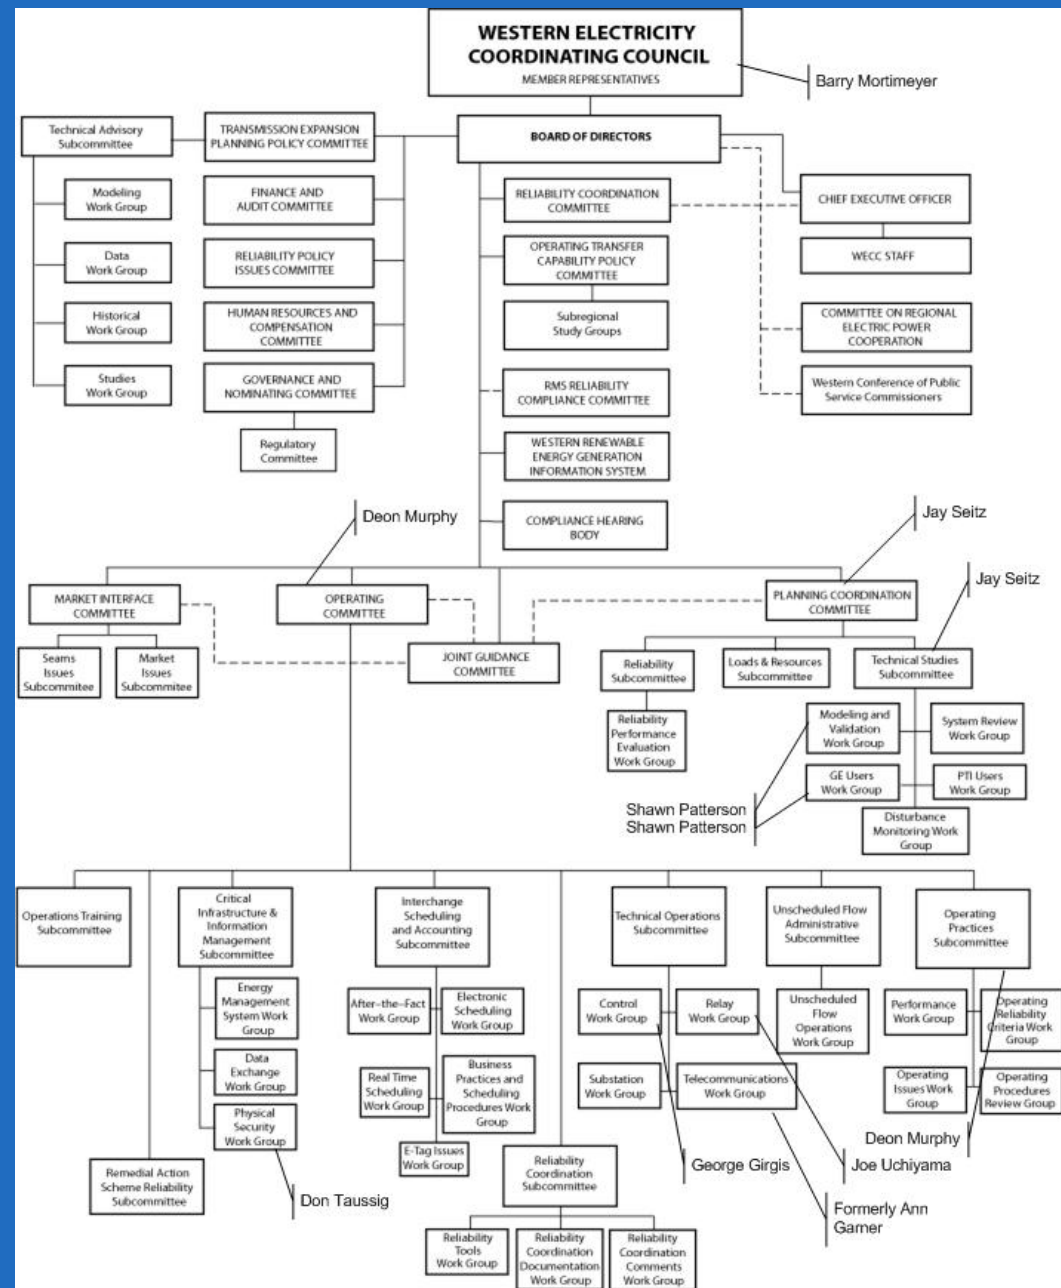 WESTERN ELECTRICITY
COORDINATING COUNCIL
MEMBER REPRESENTATIVES
Barry Mortimeyer
Technical Advisory
Subcommittee
TRANSMISSION EXPANSION
PLANNING POLICY COMMITTEE
BOARD OF DIRECTORS
Modeling
Work Group
FINANCE AND
AUDIT COMMITTEE
RELIABILITY COORDINATION
COMMITTEE
CHIEF EXECUTIVE OFFICER
Data
Work Group
RELIABILITY POLICY
ISSUES COMMITTEE
OPERATING TRANSFER
CAPABILITY POLICY
COMMITTEE
WECC STAFF
Historical
Work Group
HUMAN RESOURCES AND
COMPENSATION
COMMITTEE
Subregional
Study Groups
COMMITTEE ON REGIONAL
ELECTRIC POWER
COOPERATION
Studies
Work Group
GOVERNANCE AND
NOMINATING COMMITTEE
RMS RELIABILITY
COMPLIANCE COMMITTEE
Western Conference of Public
Service Commissioners
Regulatory
Committee
WESTERN RENEWABLE
ENERGY GENERATION
INFORMATION SYSTEM
COMPLIANCE HEARING
BODY
Deon Murphy
Jay Seitz
Jay Seitz
MARKET INTERFACE
COMMITTEE
OPERATING
COMMITTEE
PLANNING COORDINATION
COMMITTEE
Seams
Issues
Subcommitee
Market
Issues
Subcommitee
JOINT GUIDANCE
COMMITTEE
Reliability
Subcommittee
Loads & Resources
Subcommittee
Technical Studies
Subcommittee
Reliability
Performance
Evaluation
Work Group
Modeling and
Validation
Work Group
System Review
Work Group
GE Users
Work Group
PTI Users
Work Group
Shawn Patterson
Shawn Patterson
Disturbance
Monitoring Work
Group
Operations Training
Subcommittee
Critical
Infrastructure &
Information
Management
Subcommittee
Interchange
Scheduling
and Accounting
Subcommittee
Technical Operations
Subcommittee
Unscheduled Flow
Administrative
Subcommittee
Operating
Practices
Subcommittee
Energy
Management
System Work
Group
After-the-Fact
Work Group
Electronic
Scheduling
Work Group
Control
Work Group
Relay
Work Group
Unscheduled
Flow
Operations
Work Group
Performance
Work Group
Operating
Reliability
Criteria Work
Group
Data
Exchange
Work Group
Real Time
Scheduling
Work Group
Business
Practices and
Scheduling
Procedures Work
Group
Substation
Work Group
Telecommunications
Work Group
Operating
Issues Work
Group
Operating
Procedures
Review Group
Physical
Security
Work Group
E-Tag Issues
Work Group
Deon Murphy
Remedial Action
Scheme Reliability
Subcommittee
Don Taussig
Reliability
Coordination
Subcommittee
George Girgis
Joe Uchiyama
Formerly Ann
Garner
Reliability
Tools
Work Group
Reliability
Coordination
Documentation
Work Group
Reliability
Coordination
Comments
Work Group